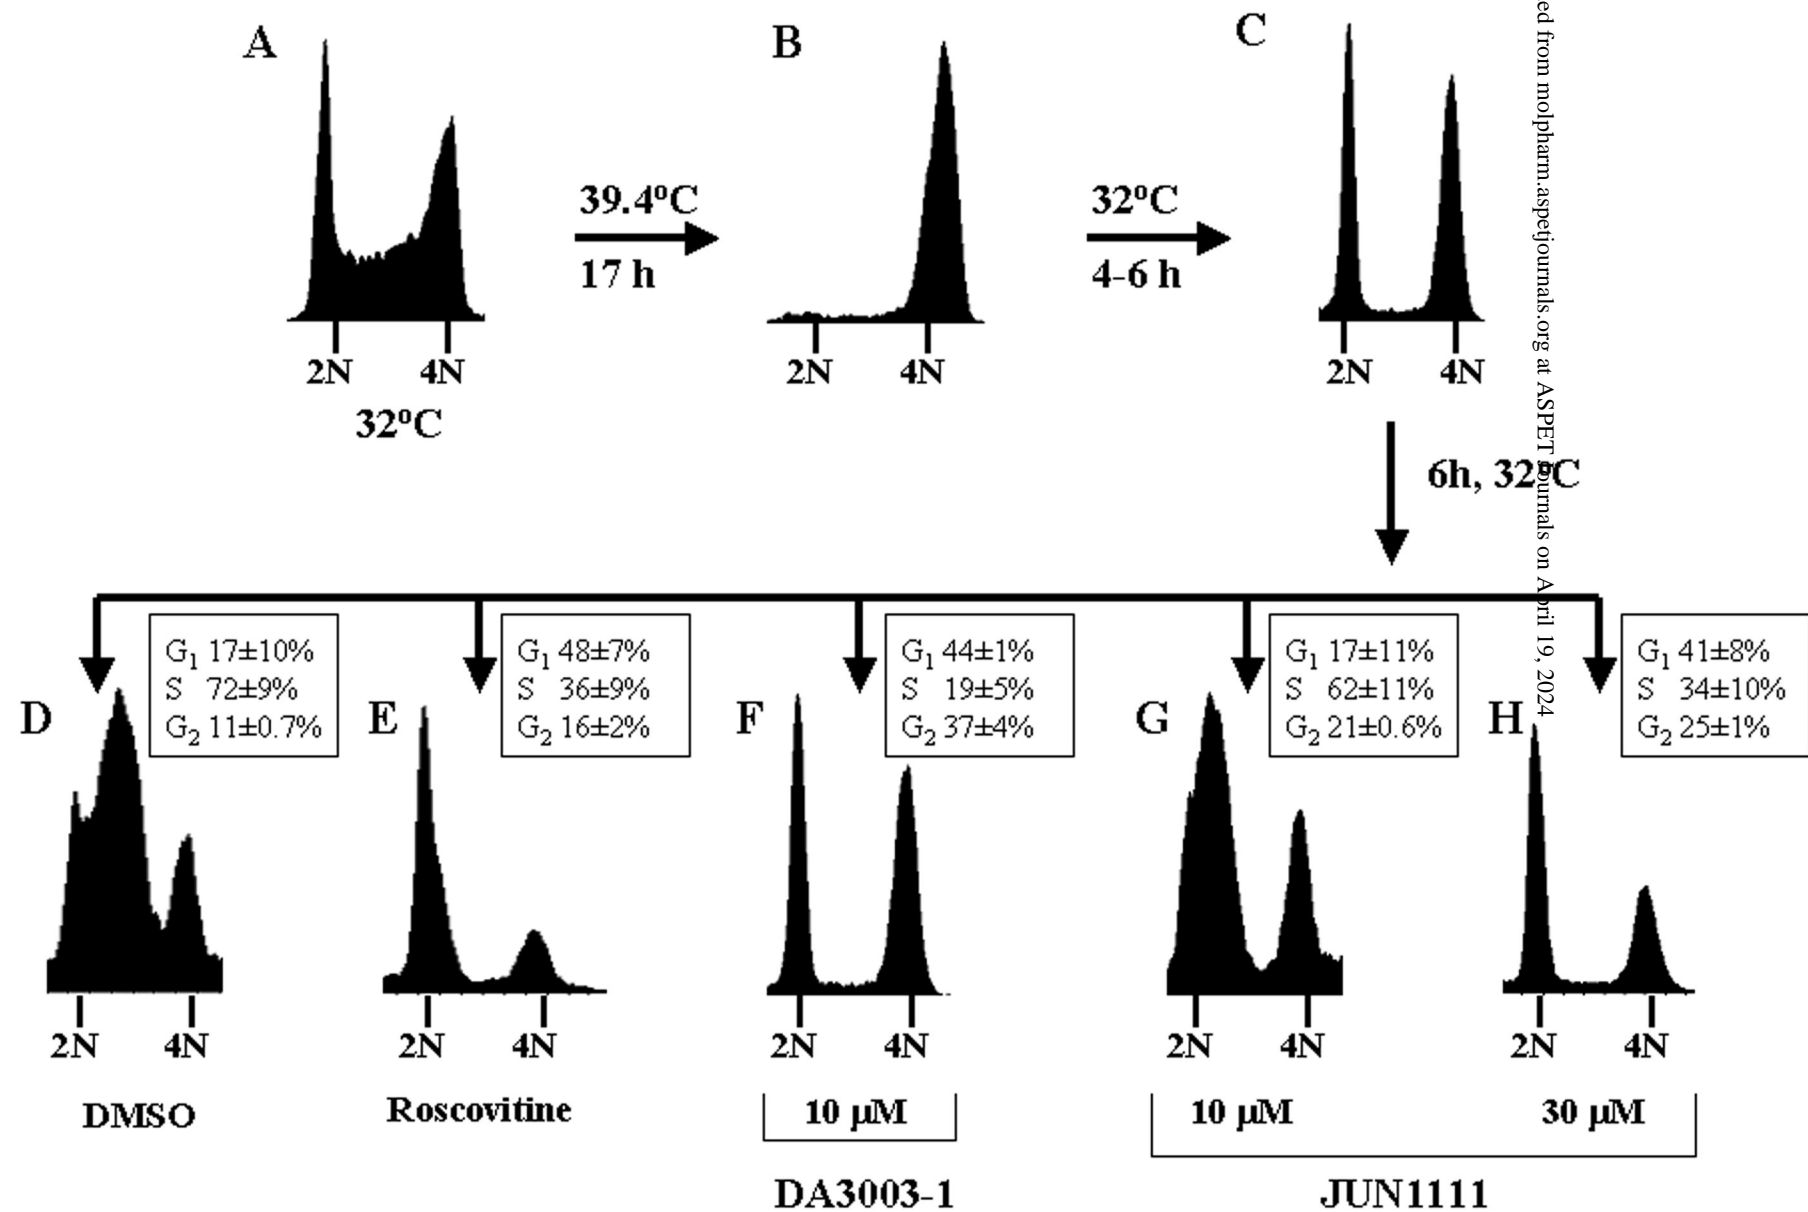 A
B
C
39.4ºC
17 h
32ºC
4-6 h
2N 4N
2N 4N
2N 4N
32ºC
6h, 32ºC
ed from molpharm.aspetjournals.org at ASPET Journals on April 19, 2024
G1 17±10%
S 72±9%
G2 11±0.7%
G1 48±7%
S 36±9%
G2 16±2%
G1 44±1%
S 19±5%
G2 37±4%
G1 17±11%
S 62±11%
G2 21±0.6%
G1 41±8%
S 34±10%
G2 25±1%
D
E
F
G
H
2N 4N
2N 4N
2N 4N
2N 4N
2N 4N
DMSO
Roscovitine
10 µM
10 µM
30 µM
DA3003-1
JUN1111